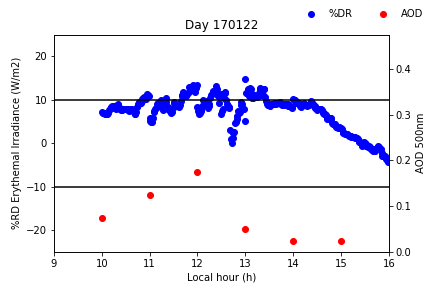 %DR AOD
Day 170122
%RD Erythermal Irradiance (W/m2)
20
10
0
−10
−20
9 10 11 12 13 14 15 16
Local hour (h)
0.4
0.3
0.2
0.1
0.0
AOD 500nm